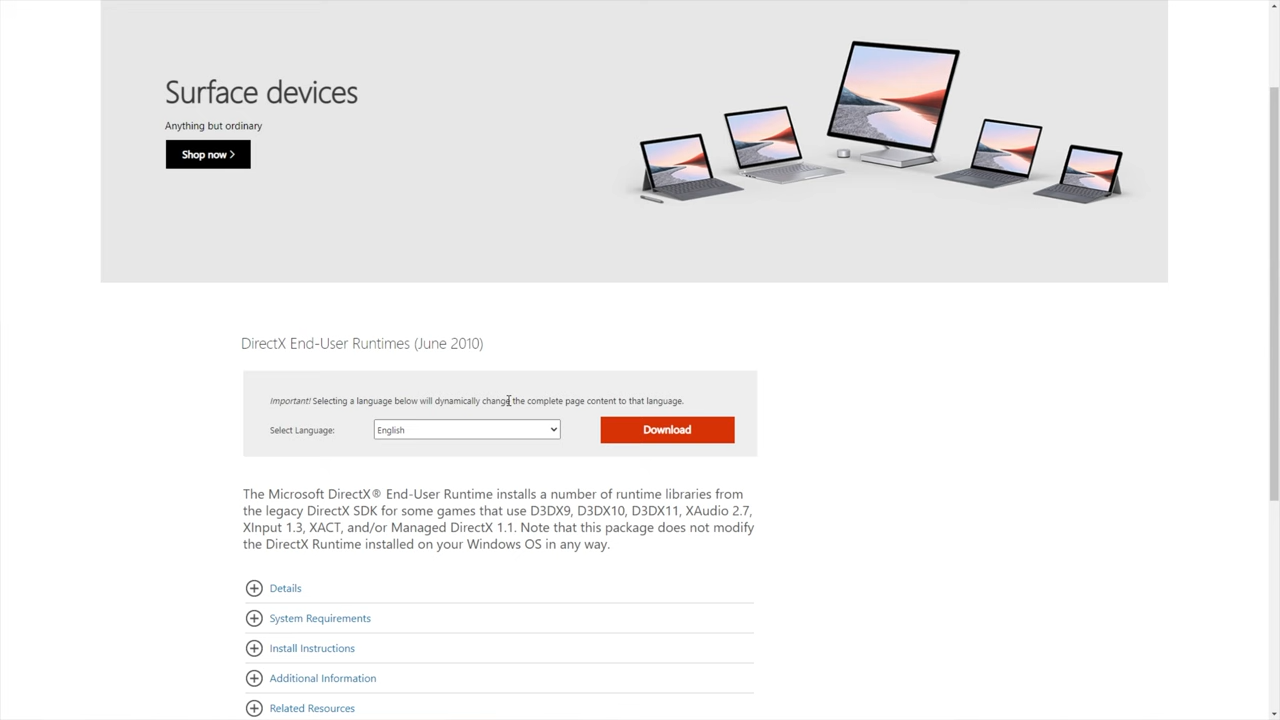 Surface devices
Anything but ordinary
Shop now
DirectX End-User Runtimes (June 2010)
Important! Selecting a language below will dynamically change the complete page content to that language.
Select Language:
English
Download
The Microsoft DirectX® End-User Runtime installs a number of runtime libraries from
the legacy DirectX SDK for some games that use D3DX9, D3DX10, D3DX11, XAudio 2.7,
XInput 1.3, XACT, and/or Managed DirectX 1.1. Note that this package does not modify
the DirectX Runtime installed on your Windows OS in any way.
Details
System Requirements
Install Instructions
Additional Information
Related Resources